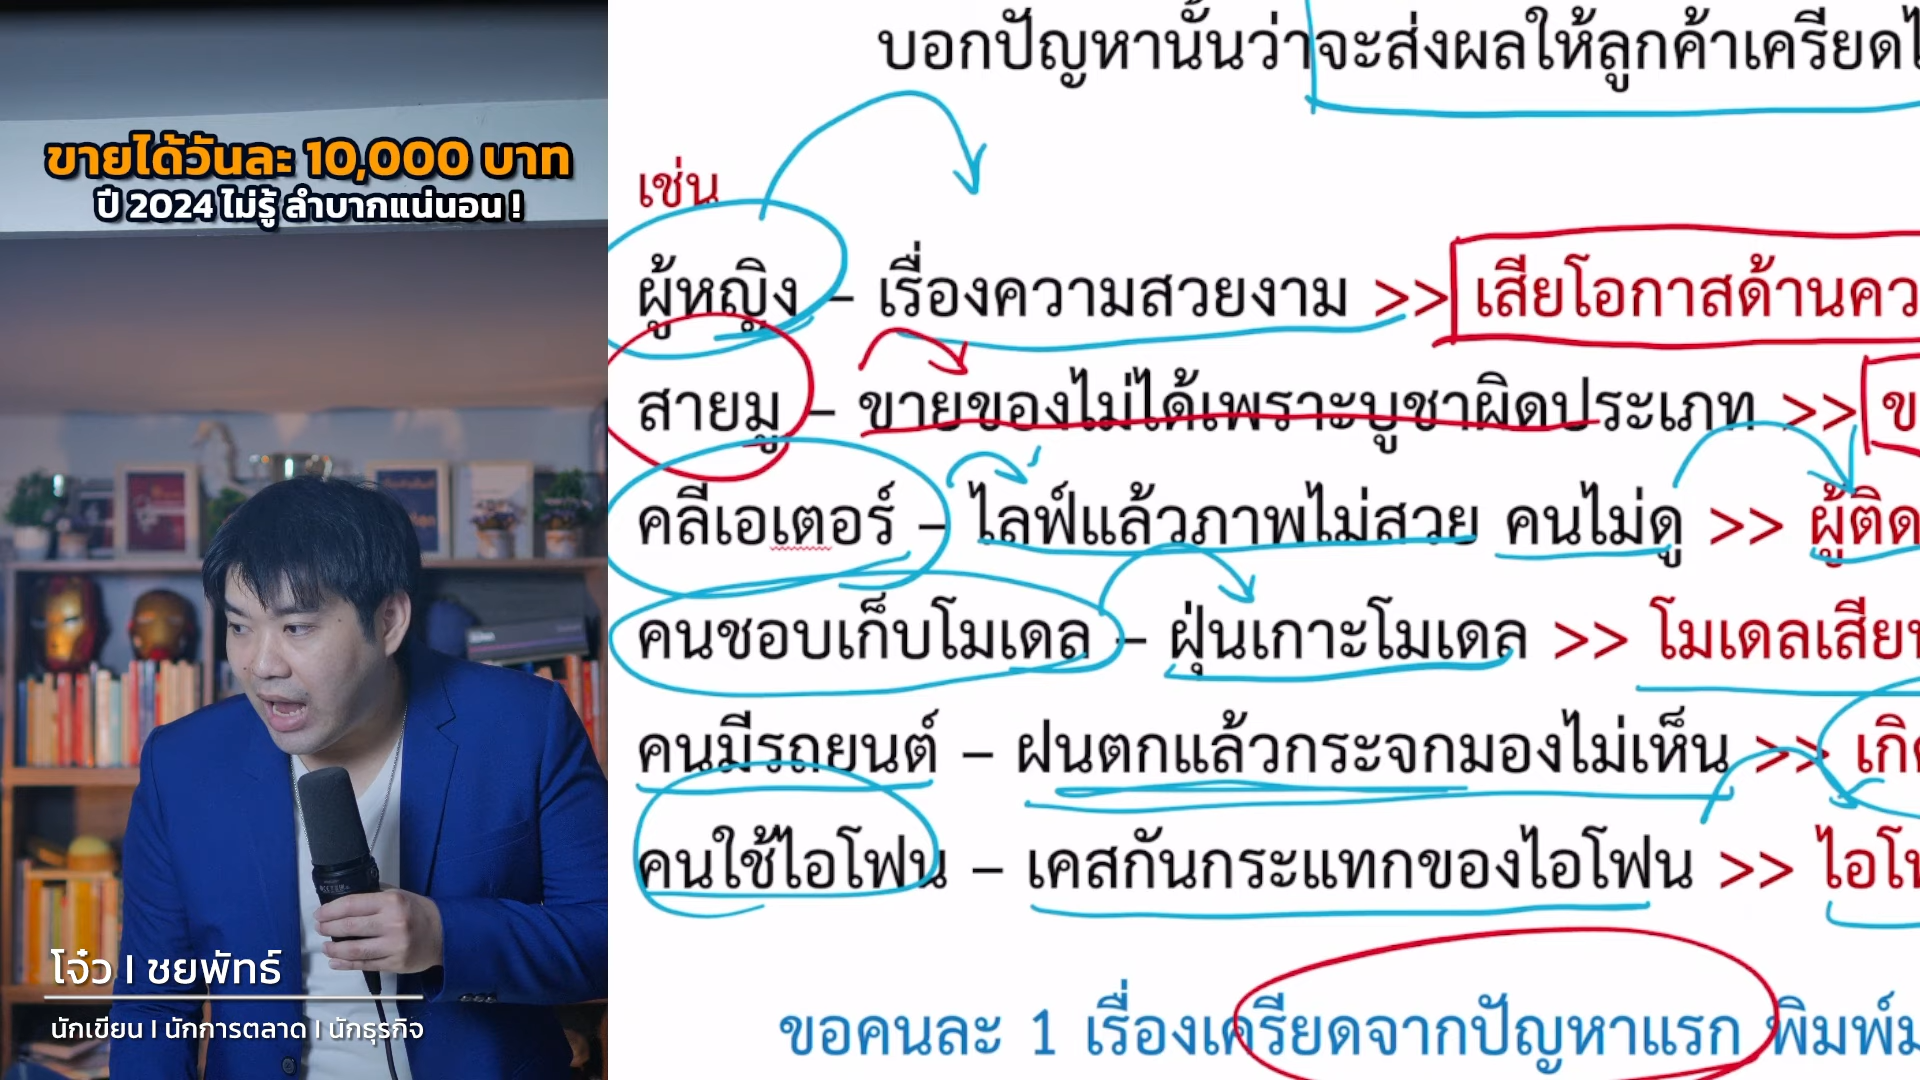 ขายได้วันละ 10,000 บาท
ปี 2024 ไม่รู้ ลำบากแน่นอน !
โจ๋ว I ชยพัทธ์
นักเขียน I นักการตลาด I นักธุรกิจ
บอกปัญหานั้นว่าจะส่งผลให้ลูกค้าเครียด
เช่น
ผู้หญิง – เรื่องความสวยงาม >> เสียโอกาสด้าน
สายมู – ขายของไม่ได้เพราะบูชาผิดประเภท >> ข
คลีเอเตอร์ – ไลฟ์แล้วภาพไม่สวย คนไม่ดู >> ผู้ติด
คนชอบเก็บโมเดล – ฝุ่นเกาะโมเดล >> โมเดลเสีย
คนมีรถยนต์ – ฝนตกแล้วกระจกมองไม่เห็น >> เกิ
คนใช้ไอโฟน – เคสกันกระแทกของไอโฟน >> ไอโ
ขอคนละ 1 เรื่องเครียดจากปัญหาแรก พิมพ์